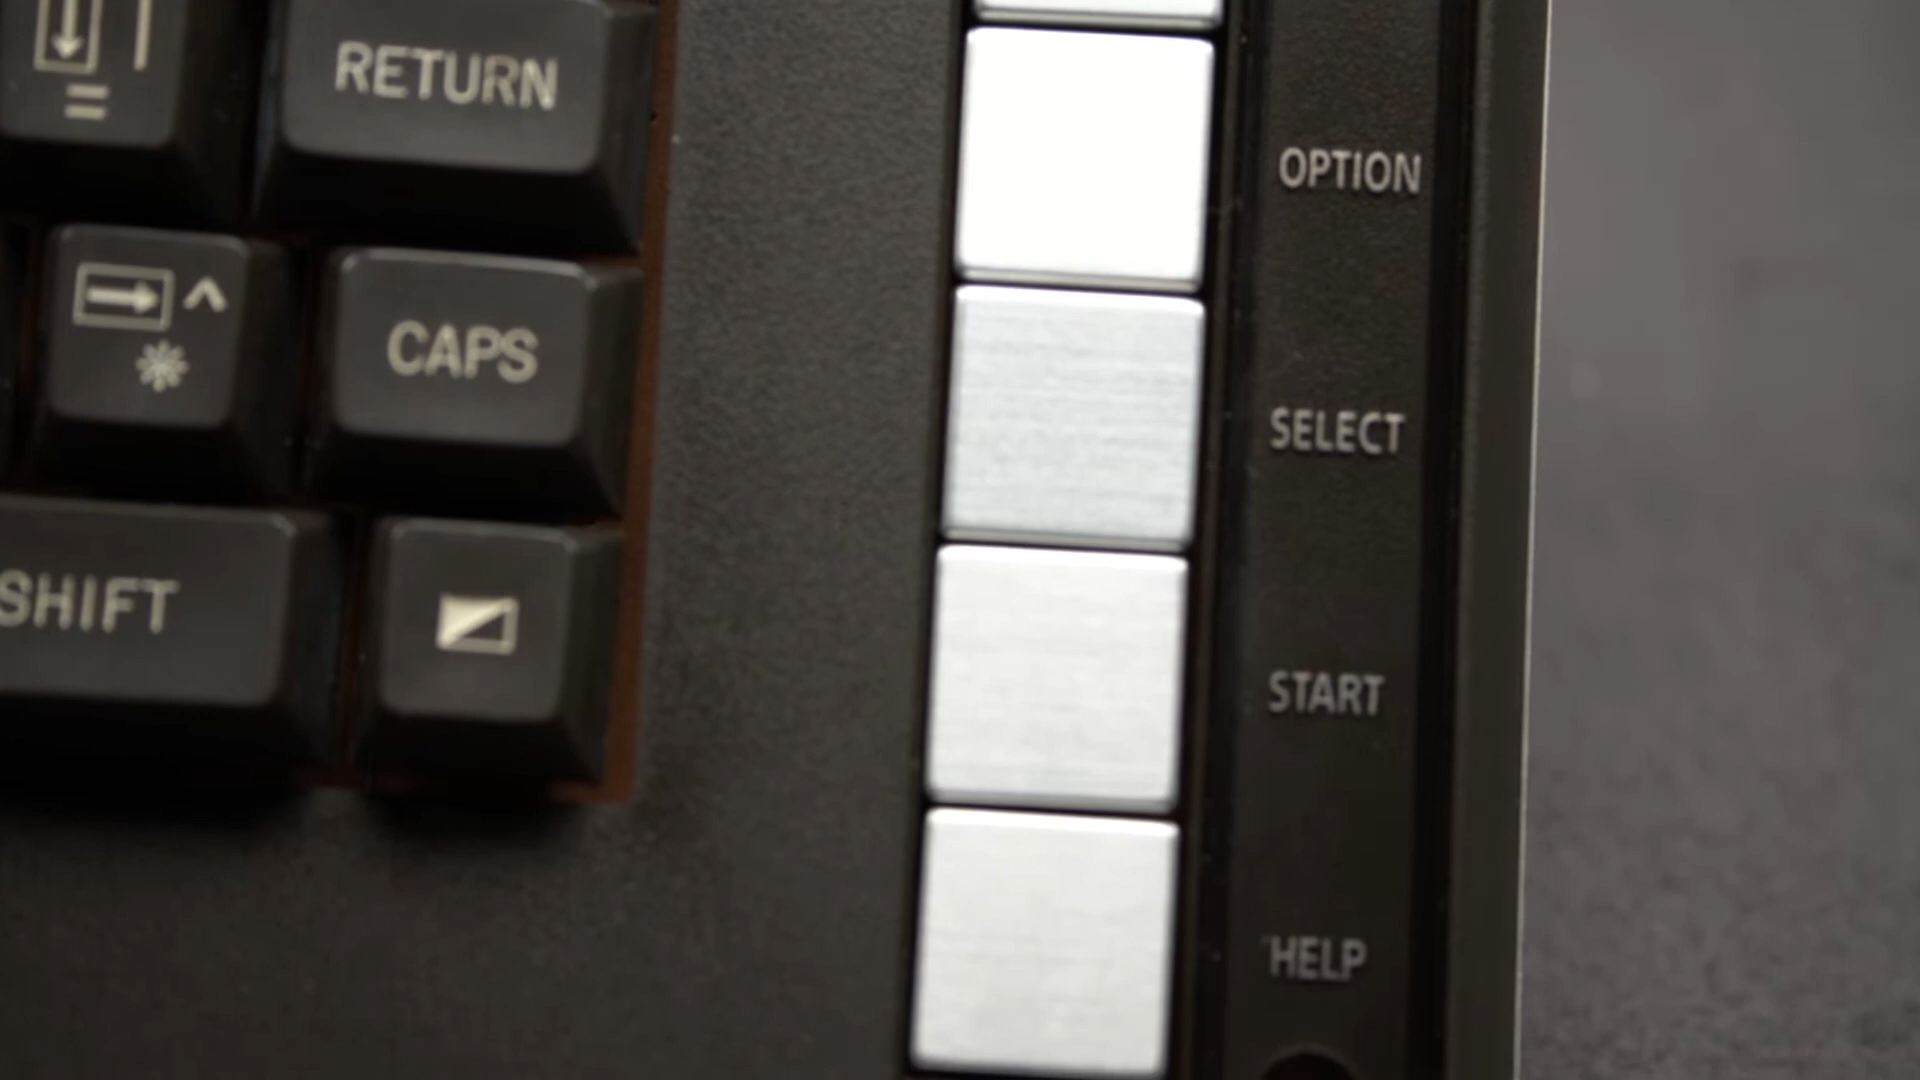 =
RETURN
^
*
CAPS
SHIFT
OPTION
SELECT
START
HELP